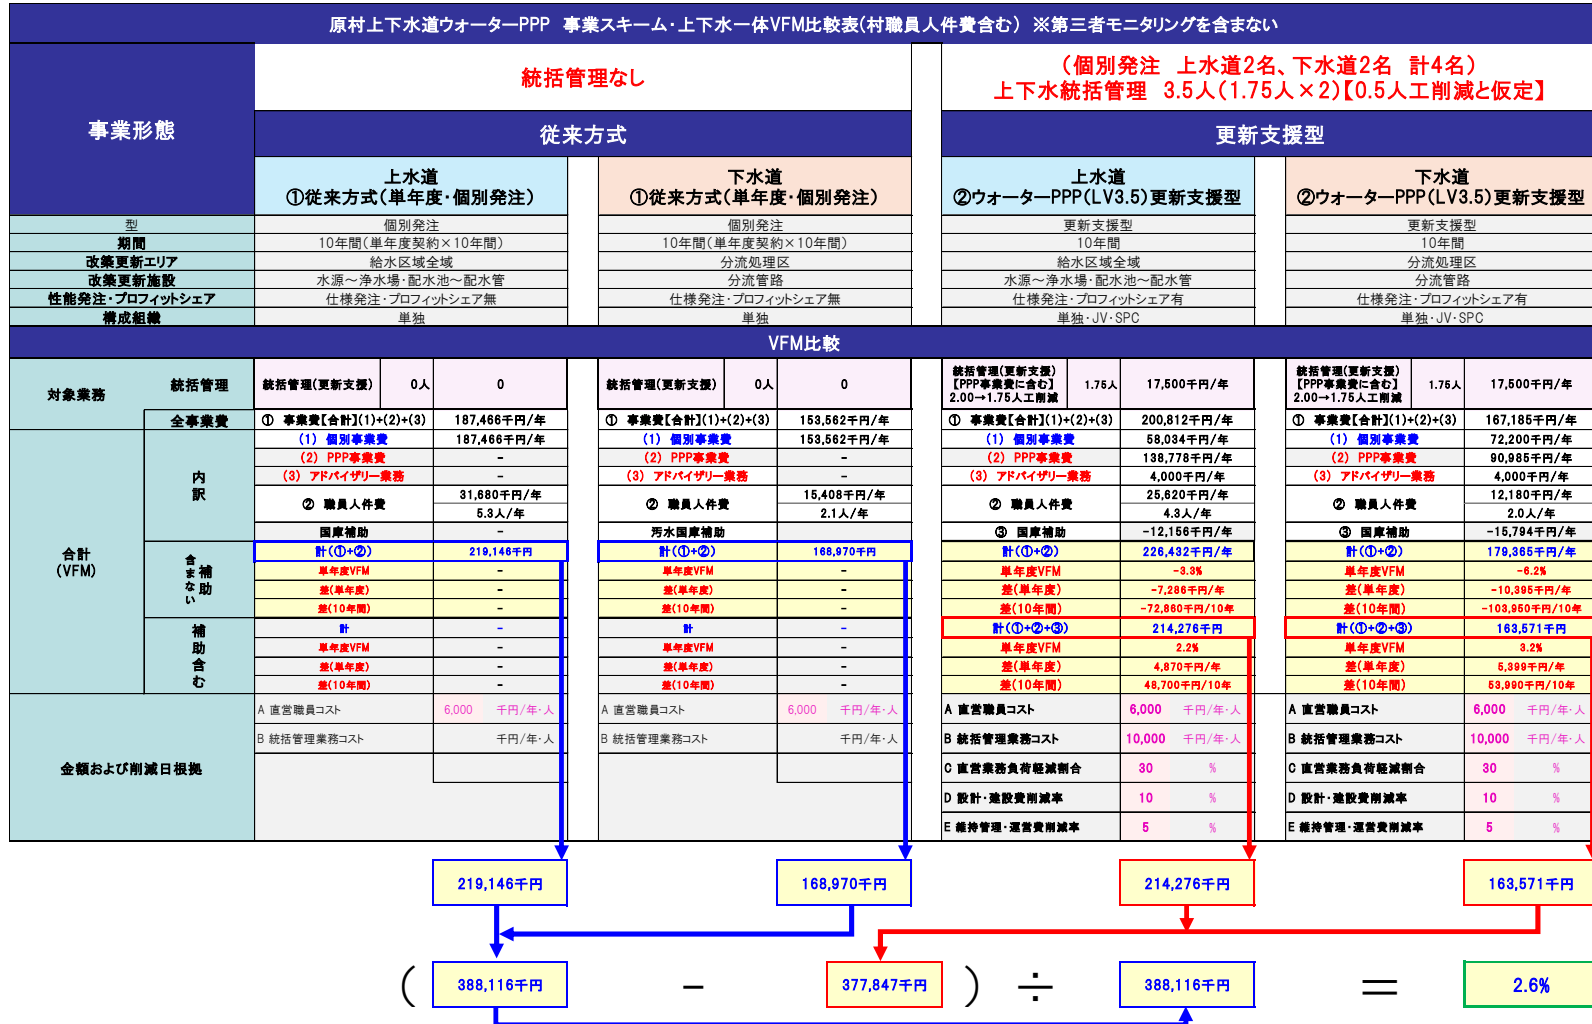 原村上下水道ウォーターPPP　事業スキーム・上下水一体VFM比較表(村職員人件費含む)　※第三者モニタリングを含まない
事業形態
統括管理なし
（個別発注　上水道2名、下水道2名　計4名）
上下水統括管理　3.5人(1.75人×2)【0.5人工削減と仮定】
従来方式
更新支援型
上水道
①従来方式(単年度・個別発注)
下水道
①従来方式(単年度・個別発注)
上水道
②ウォーターPPP(LV3.5)更新支援型
下水道
②ウォーターPPP(LV3.5)更新支援型
型 個別発注 個別発注 更新支援型 更新支援型
期間 10年間(単年度契約×10年間) 10年間(単年度契約×10年間) 10年間 10年間
改築更新エリア 給水区域全域 分流処理区 給水区域全域 分流処理区
改築更新施設 水源～浄水場・配水池～配水管 分流管路 水源～浄水場・配水池～配水管 分流管路
性能発注・プロフィットシェア 仕様発注・プロフィットシェア無 仕様発注・プロフィットシェア無 仕様発注・プロフィットシェア有 仕様発注・プロフィットシェア有
構成組織 単独 単独 単独・JV・SPC 単独・JV・SPC
VFM比較
対象業務 統括管理
統括管理(更新支援) 0人 0
統括管理(更新支援) 0人 0
統括管理(更新支援)
【PPP事業費に含む】
2.00→1.75人工削減
1.75人 17,500千円/年
統括管理(更新支援)
【PPP事業費に含む】
2.00→1.75人工削減
1.75人 17,500千円/年
全事業費 ① 事業費【合計】(1)+(2)+(3) 187,466千円/年 ① 事業費【合計】(1)+(2)+(3) 153,562千円/年 ① 事業費【合計】(1)+(2)+(3) 200,812千円/年 ① 事業費【合計】(1)+(2)+(3) 167,185千円/年
合計
(VFM)
内
訳
(1) 個別事業費 187,466千円/年 (1) 個別事業費 153,562千円/年 (1) 個別事業費 58,034千円/年 (1) 個別事業費 72,200千円/年
(2) PPP事業費 - (2) PPP事業費 - (2) PPP事業費 138,778千円/年 (2) PPP事業費 90,985千円/年
(3) アドバイザリー業務 - (3) アドバイザリー業務 - (3) アドバイザリー業務 4,000千円/年 (3) アドバイザリー業務 4,000千円/年
② 職員人件費 31,680千円/年 ② 職員人件費 15,408千円/年 ② 職員人件費 25,620千円/年 ② 職員人件費 12,180千円/年
5.3人/年 2.1人/年 4.3人/年 2.0人/年
国庫補助 - 汚水国庫補助 - ③ 国庫補助 -12,156千円/年 ③ 国庫補助 -15,794千円/年
補助
含まない
計(①+②) 219,146千円 計(①+②) 168,970千円 計(①+②) 226,432千円/年 計(①+②) 179,365千円/年
単年度VFM - 単年度VFM - 単年度VFM -3.3% 単年度VFM -6.2%
差(単年度) - 差(単年度) - 差(単年度) -7,286千円/年 差(単年度) -10,395千円/年
差(10年間) - 差(10年間) - 差(10年間) -72,860千円/10年 差(10年間) -103,950千円/10年
補
助
含
む
計 - 計 - 計(①+②+③) 214,276千円 計(①+②+③) 163,571千円
単年度VFM - 単年度VFM - 単年度VFM 2.2% 単年度VFM 3.2%
差(単年度) - 差(単年度) - 差(単年度) 4,870千円/年 差(単年度) 5,399千円/年
差(10年間) - 差(10年間) - 差(10年間) 48,700千円/10年 差(10年間) 53,990千円/10年
金額および削減日根拠
A 直営職員コスト 6,000 千円/年・人 A 直営職員コスト 6,000 千円/年・人 A 直営職員コスト 6,000 千円/年・人 A 直営職員コスト 6,000 千円/年・人
B 統括管理業務コスト 千円/年・人 B 統括管理業務コスト 千円/年・人 B 統括管理業務コスト 10,000 千円/年・人 B 統括管理業務コスト 10,000 千円/年・人
C 直営業務負荷軽減割合 30 % C 直営業務負荷軽減割合 30 %
D 設計・建設費削減率 10 % D 設計・建設費削減率 10 %
E 維持管理・運営費削減率 5 % E 維持管理・運営費削減率 5 %
219,146千円 168,970千円 214,276千円 163,571千円
( 388,116千円 － 377,847千円 ) ÷ 388,116千円 ＝ 2.6%